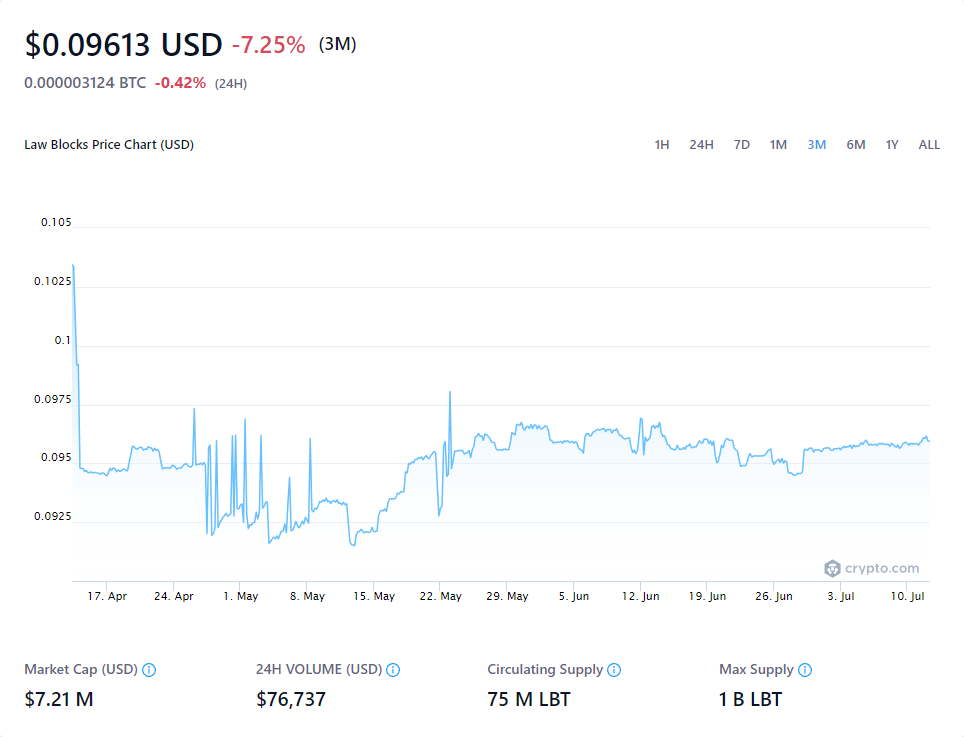 $0.09613 USD -7.25% (3M)
0.000003124 BTC -0.42% (24H)
Law Blocks Price Chart (USD) 1H 24H 7D 1M 3M 6M 1Y ALL
0.105
0.1025
0.1
0.0975
0.095
0.0925
crypto.com
17. Apr 24. Apr 1. May 8. May 15. May 22. May 29. May 5. Jun 12. Jun 19. Jun 26. Jun 3. Jul 10. Jul
Market Cap (USD) 24H VOLUME (USD) Circulating Supply Max Supply
$7.21 M $76,737 75 M LBT 1 B LBT